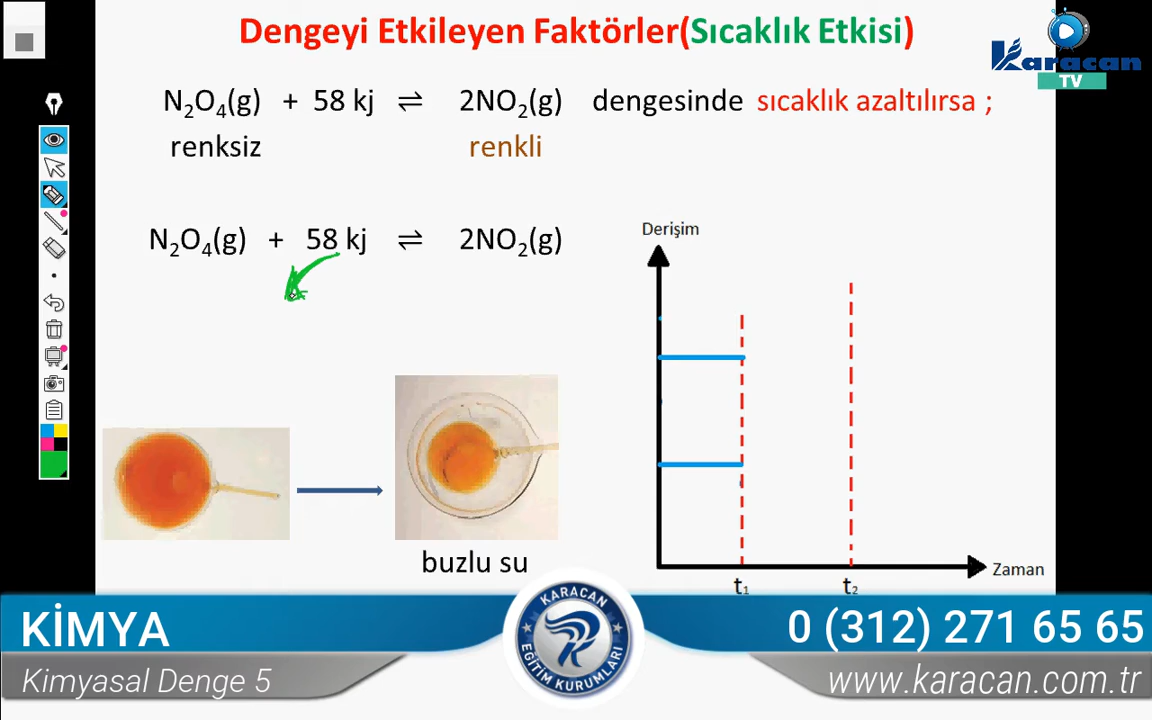 Dengeyi Etkileyen Faktörler(Sıcaklık Etkisi)
Karacan
TV
N₂O₄(g) + 58 kj ⇌ 2NO₂(g) dengesinde sıcaklık azaltılırsa ;
renksiz renkli
N₂O₄(g) + 58 kj ⇌ 2NO₂(g)
Derişim
buzlu su
Zaman
t₁ t₂
KİMYA
Kimyasal Denge 5
KARACAN
EĞİTİM KURUMLARI
0 (312) 271 65 65
www.karacan.com.tr